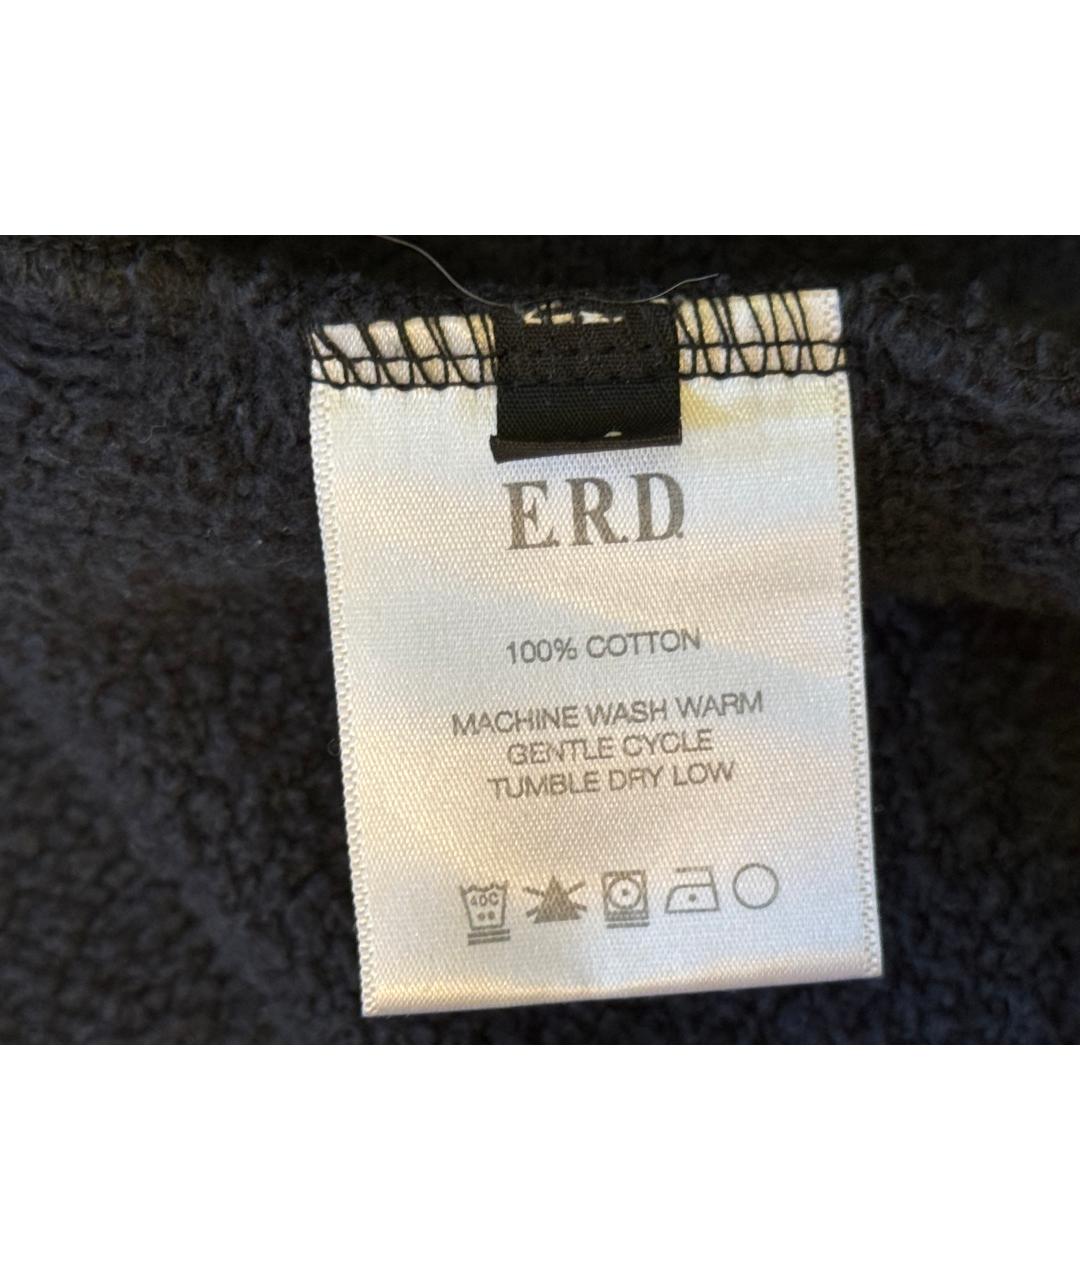 E.R.D.
100% COTTON
MACHINE WASH WARM
GENTLE CYCLE
TUMBLE DRY LOW
40C